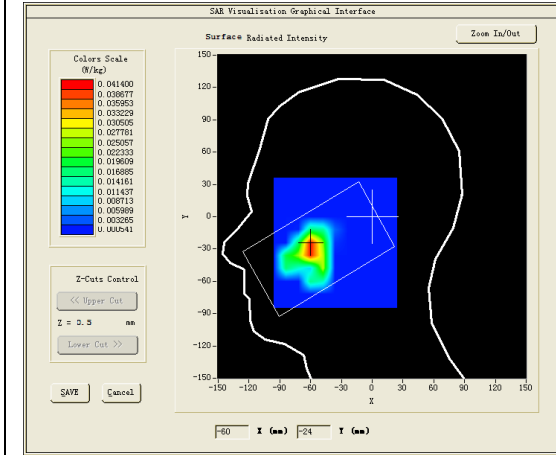 SAR Visualisation Graphical Interface
Surface Radiated Intensity
Zoom In/Out
Colors Scale
(W/kg)
0.041400
0.038677
0.035953
0.033229
0.030505
0.027781
0.025057
0.022333
0.019609
0.016885
0.014161
0.011437
0.008713
0.005989
0.003265
0.000541
Z-Cuts Control
<< Upper Cut
Z = 0.5 mm
Lower Cut >>
SAVE Cancel
150
120
90
60
30
0
-30
-60
-90
-120
-150
Y
-150 -120 -90 -60 -30 0 30 60 90 120 150
X
-60 X (mm) -24 Y (mm)